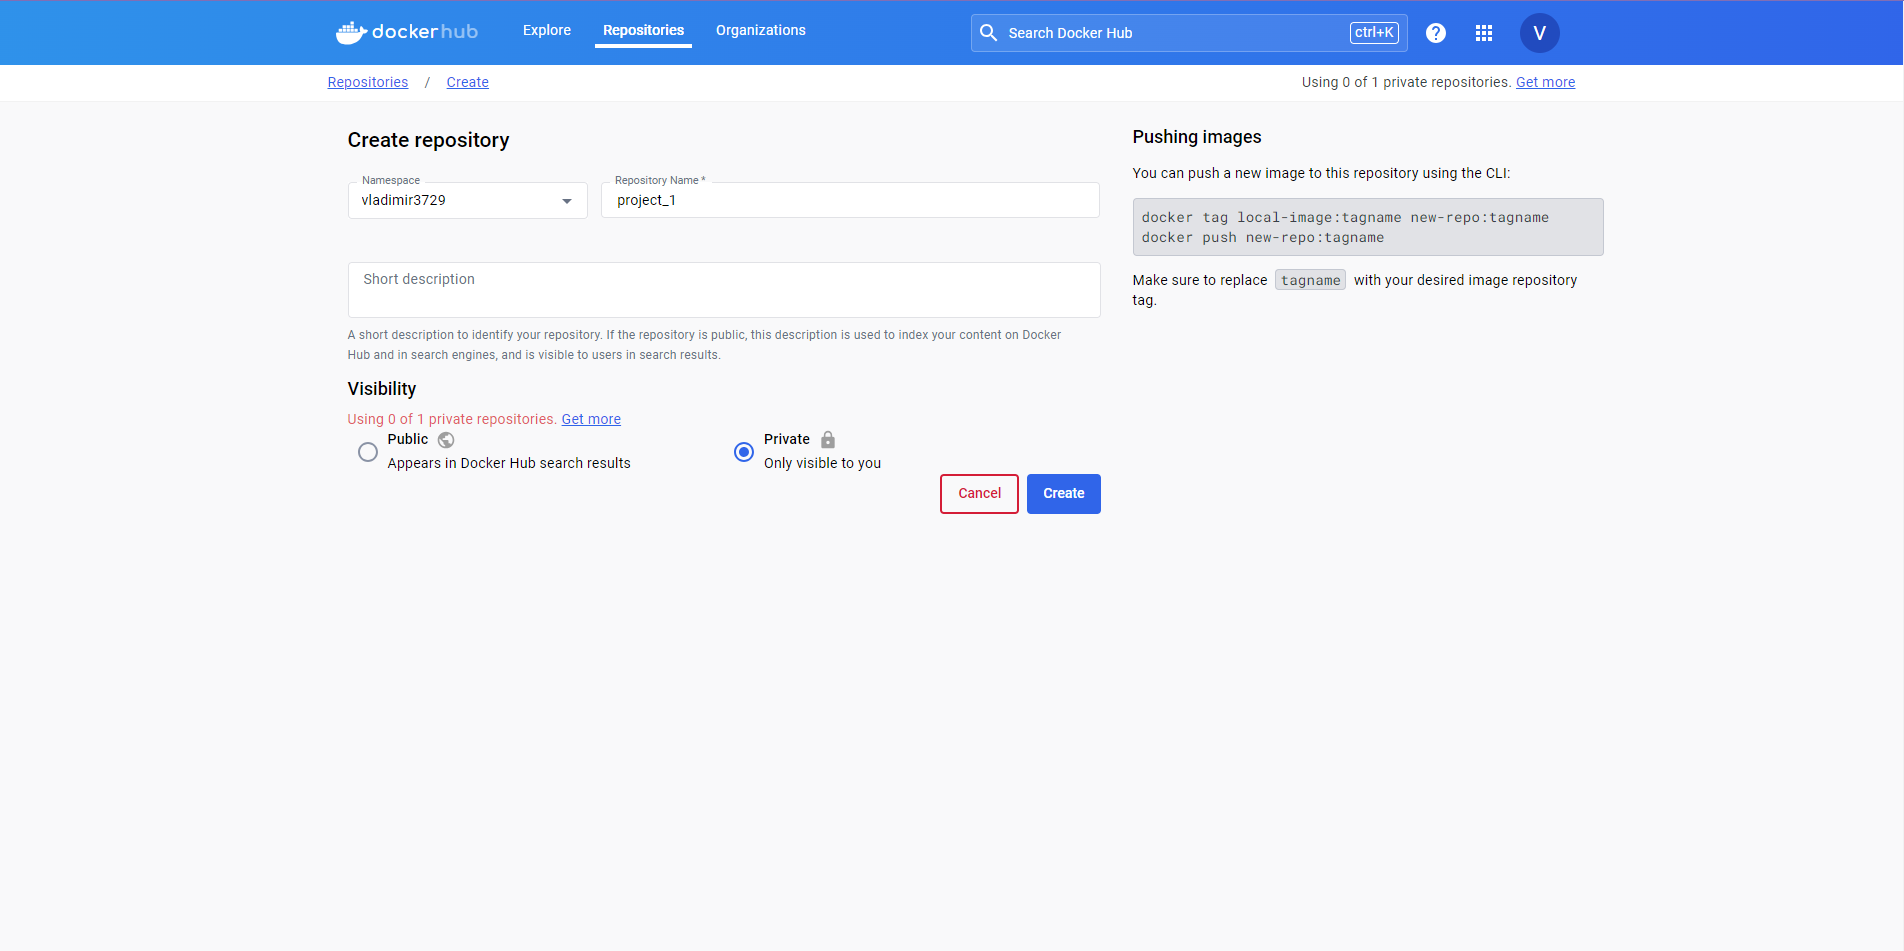 dockerhub Explore Repositories Organizations Search Docker Hub ctrl+K ? V
Repositories / Create Using 0 of 1 private repositories. Get more
Create repository
Namespace
vladimir3729
Repository Name *
project_1
Short description
A short description to identify your repository. If the repository is public, this description is used to index your content on Docker
Hub and in search engines, and is visible to users in search results.
Visibility
Using 0 of 1 private repositories. Get more
Public
Appears in Docker Hub search results
Private
Only visible to you
Cancel Create
Pushing images
You can push a new image to this repository using the CLI:
docker tag local-image:tagname new-repo:tagname
docker push new-repo:tagname
Make sure to replace tagname with your desired image repository
tag.